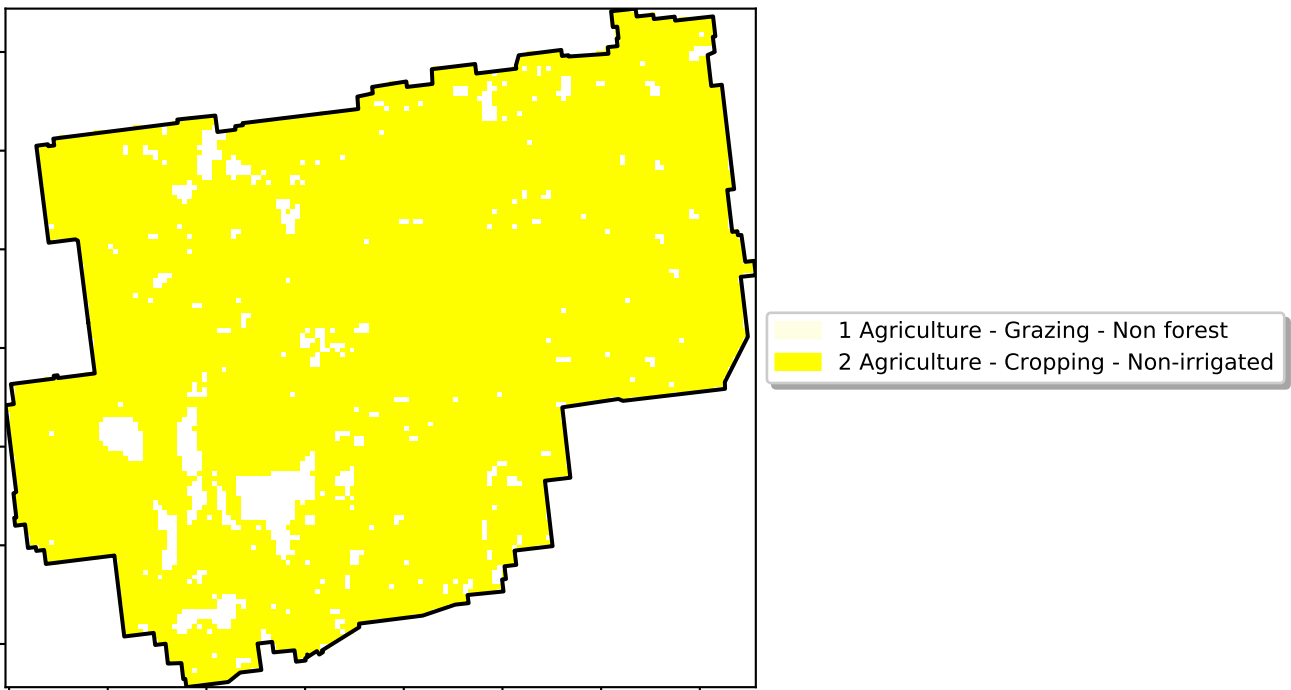 1 Agriculture - Grazing - Non forest
2 Agriculture - Cropping - Non-irrigated